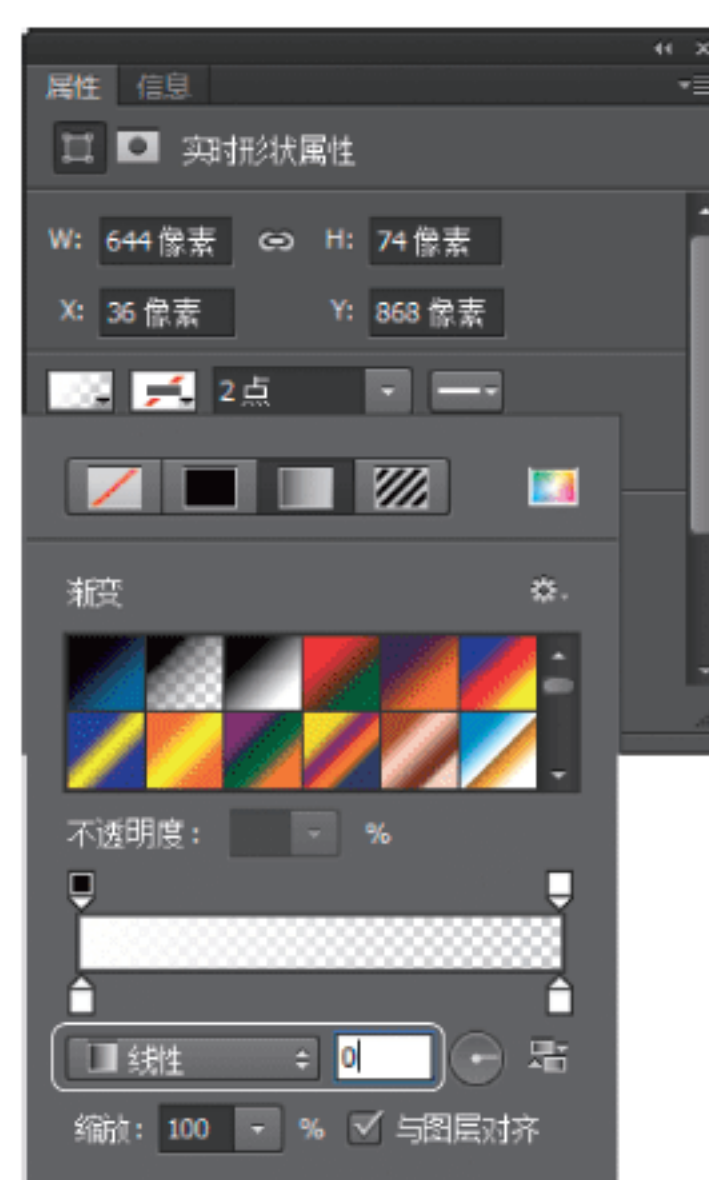 属性 信息
实时形状属性
W: 644 像素 H: 74 像素
X: 36 像素 Y: 868 像素
2 点
渐变
不透明度: %
线性 0
缩放: 100 % 与图层对齐